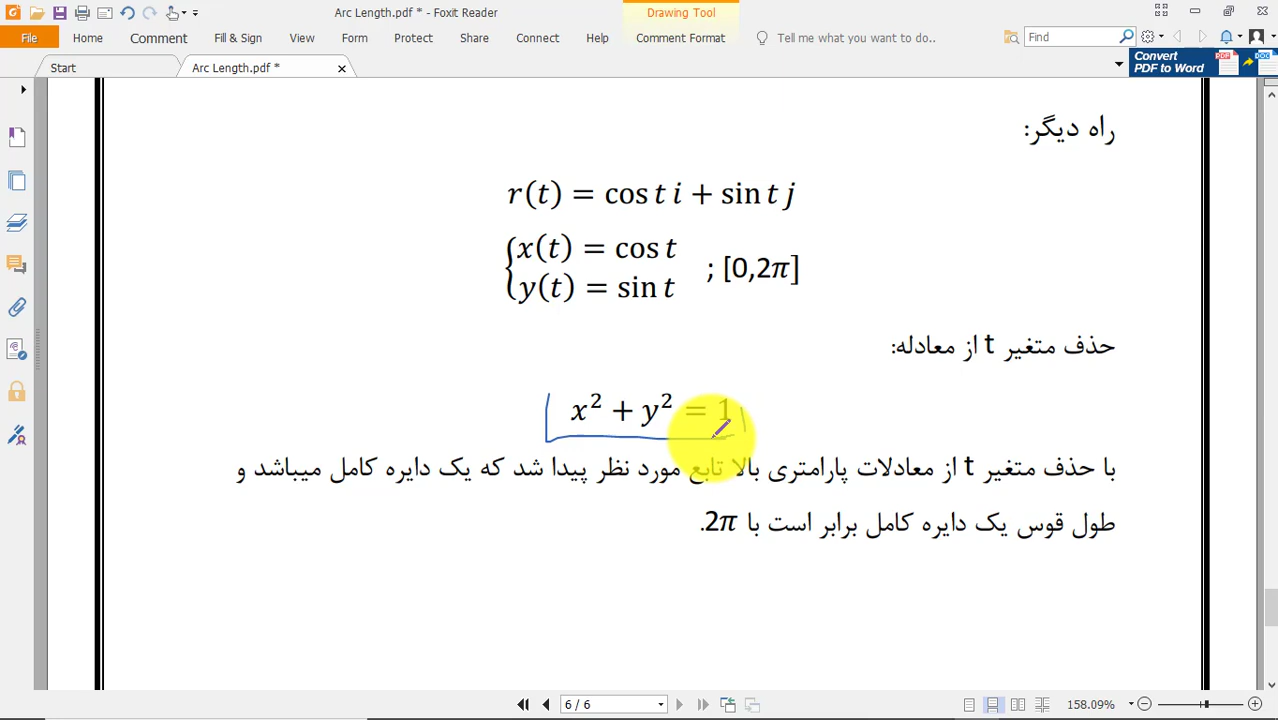 Arc Length.pdf * - Foxit Reader
Drawing Tool
File
Home
Comment
Fill & Sign
View
Form
Protect
Share
Connect
Help
Comment Format
Tell me what you want to do..
Find
Start
Arc Length.pdf *
Convert
PDF to Word
راه دیگر:
r(t) = cos t i + sin t j
x(t) = cos t
y(t) = sin t
; [0,2π]
حذف متغیر t از معادله:
x² + y² = 1
با حذف متغیر t از معادلات پارامتری بالا تابع مورد نظر پیدا شد که یک دایره کامل میباشد و
طول قوس یک دایره کامل برابر است با 2π.
6 / 6
158.09%